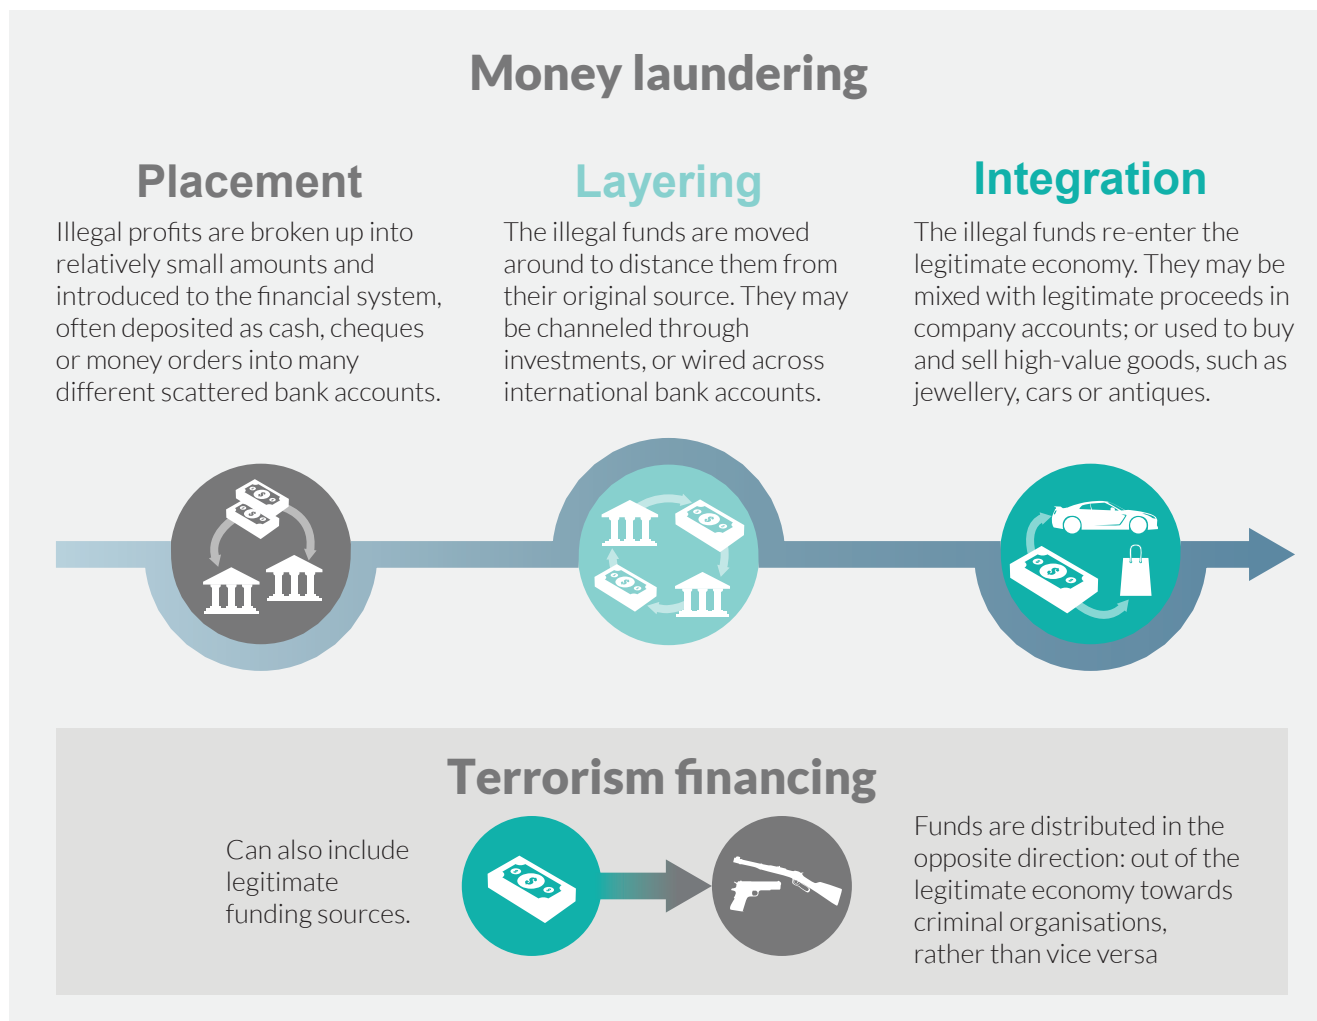 Money laundering
Placement
Illegal profits are broken up into
relatively small amounts and
introduced to the financial system,
often deposited as cash, cheques
or money orders into many
different scattered bank accounts.
Layering
The illegal funds are moved
around to distance them from
their original source. They may
be channeled through
investments, or wired across
international bank accounts.
Integration
The illegal funds re-enter the
legitimate economy. They may be
mixed with legitimate proceeds in
company accounts; or used to buy
and sell high-value goods, such as
jewellery, cars or antiques.
Terrorism financing
Can also include
legitimate
funding sources.
Funds are distributed in the
opposite direction: out of the
legitimate economy towards
criminal organisations,
rather than vice versa